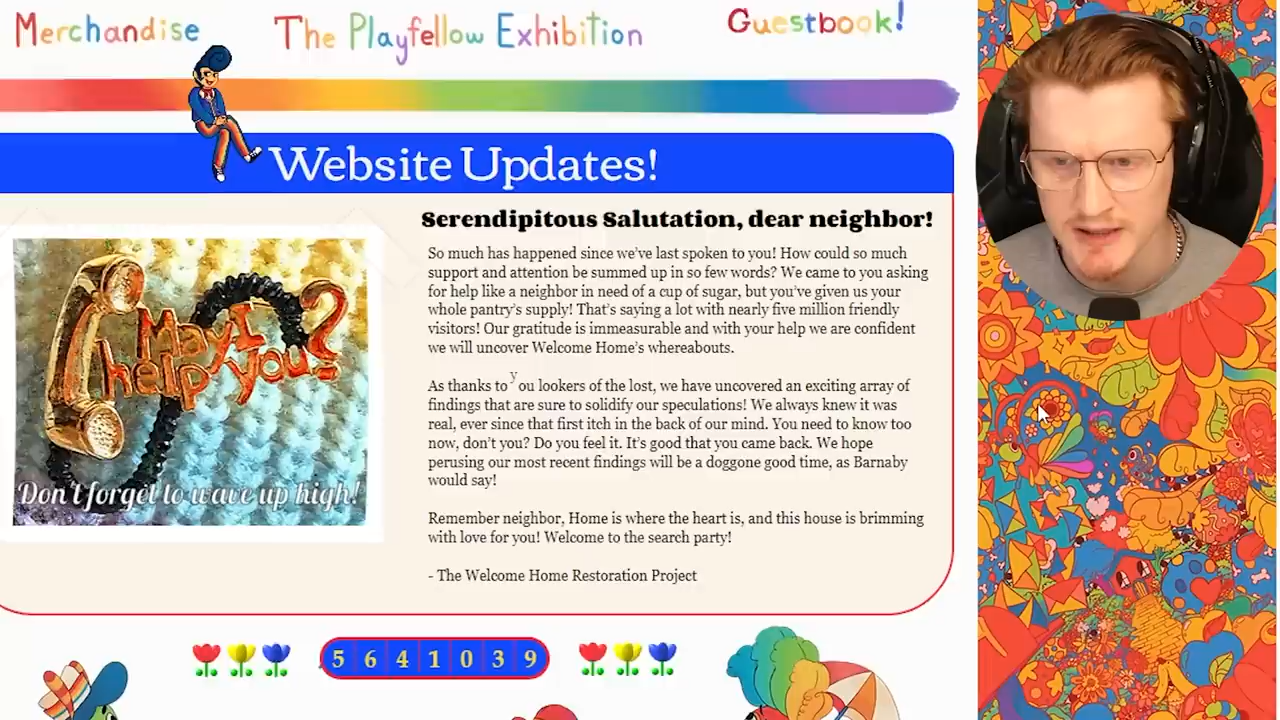 Merchandise
The Playfellow Exhibition
Guestbook!
Website Updates!
Serendipitous Salutation, dear neighbor!
So much has happened since we've last spoken to you! How could so much
support and attention be summed up in so few words? We came to you asking
for help like a neighbor in need of a cup of sugar, but you've given us your
whole pantry's supply! That's saying a lot with nearly five million friendly
visitors! Our gratitude is immeasurable and with your help we are confident
we will uncover Welcome Home's whereabouts.
As thanks to you lookers of the lost, we have uncovered an exciting array of
findings that are sure to solidify our speculations! We always knew it was
real, ever since that first itch in the back of our mind. You need to know too
now, don't you? Do you feel it. It's good that you came back. We hope
perusing our most recent findings will be a doggone good time, as Barnaby
would say!
Remember neighbor, Home is where the heart is, and this house is brimming
with love for you! Welcome to the search party!
- The Welcome Home Restoration Project
May I
help you?
Don't forget to wave up high!
5641039